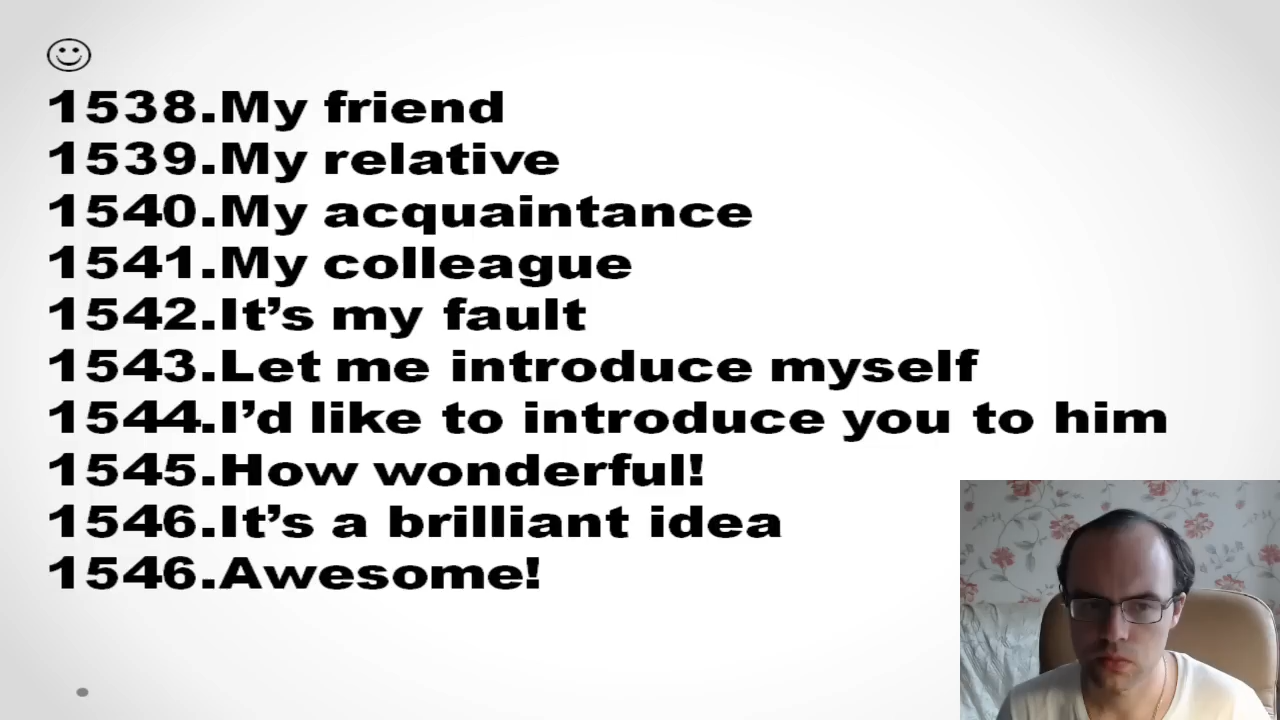 1538.My friend
1539.My relative
1540.My acquaintance
1541.My colleague
1542.It’s my fault
1543.Let me introduce myself
1544.I’d like to introduce you to him
1545.How wonderful!
1546.It’s a brilliant idea
1546.Awesome!